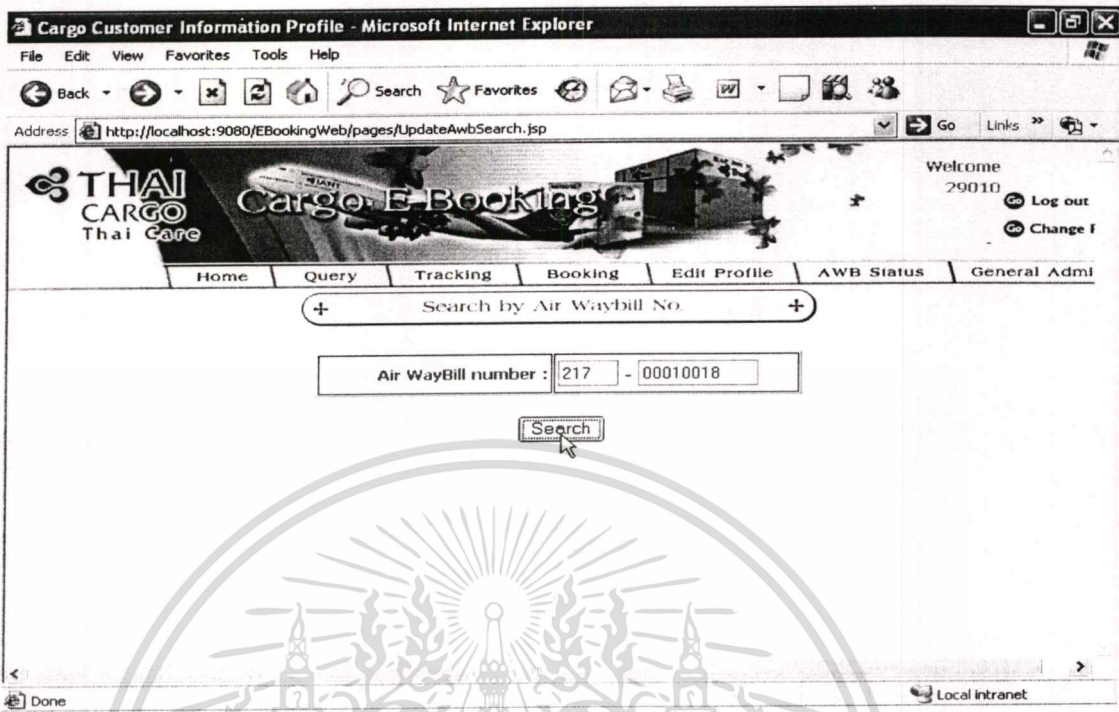 Cargo Customer Information Profile - Microsoft Internet Explorer
File Edit View Favorites Tools Help
Back Search Favorites
Address http://localhost:9080/EBookingWeb/pages/UpdateAwbSearch.jsp Go Links »
THAI
CARGO
Thai Care
Cargo E-Booking
Welcome
29010
Go Log out
Go Change F
Home Query Tracking Booking Edit Profile AWB Status General Admi
Search by Air Waybill No.
Air WayBill number : 217 - 00010018
Search
Done Local intranet